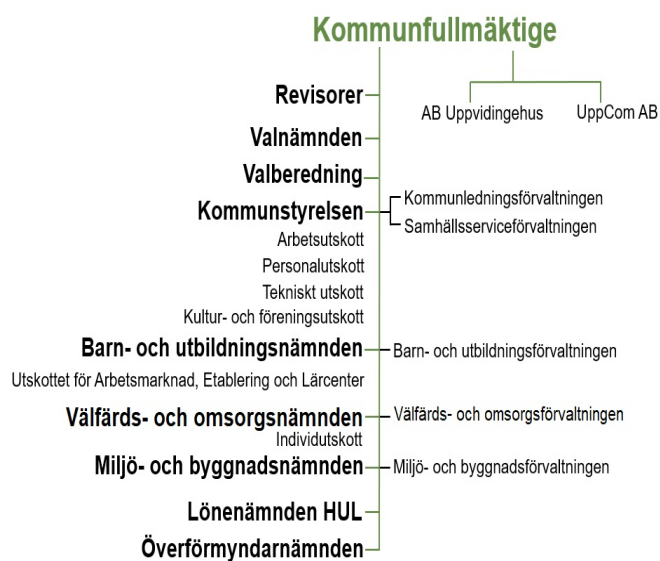 Kommunfullmäktige
AB Uppvidingehus
UppCom AB
Revisorer
Valnämnden
Valberedning
Kommunstyrelsen
Kommunledningsförvaltningen
Samhällsserviceförvaltningen
Arbetsutskott
Personalutskott
Tekniskt utskott
Kultur- och föreningsutskott
Barn- och utbildningsnämnden
Barn- och utbildningsförvaltningen
Utskottet för Arbetsmarknad, Etablering och Lärcenter
Välfärds- och omsorgsnämnden
Välfärds- och omsorgsförvaltningen
Individutskott
Miljö- och byggnadsnämnden
Miljö- och byggnadsförvaltningen
Lönenämnden HUL
Överförmyndarnämnden